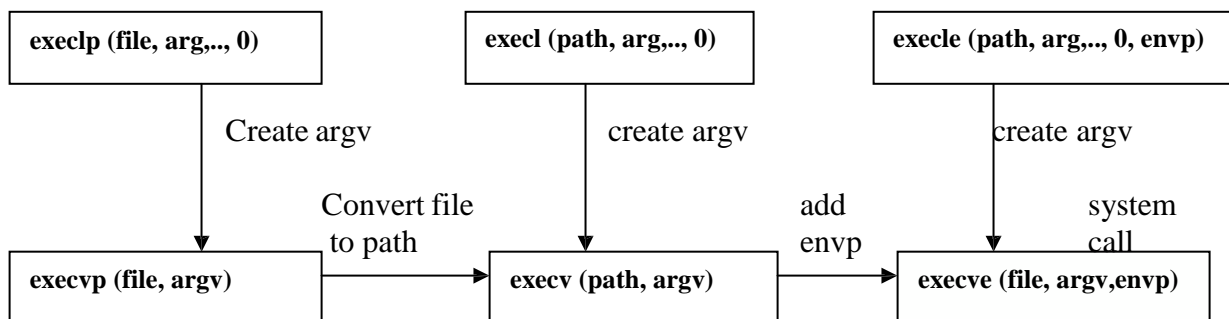 execlp (file, arg,.., 0)
execl (path, arg,.., 0)
execle (path, arg,.., 0, envp)
Create argv
create argv
create argv
Convert file
to path
add
envp
system
call
execvp (file, argv)
execv (path, argv)
execve (file, argv,envp)